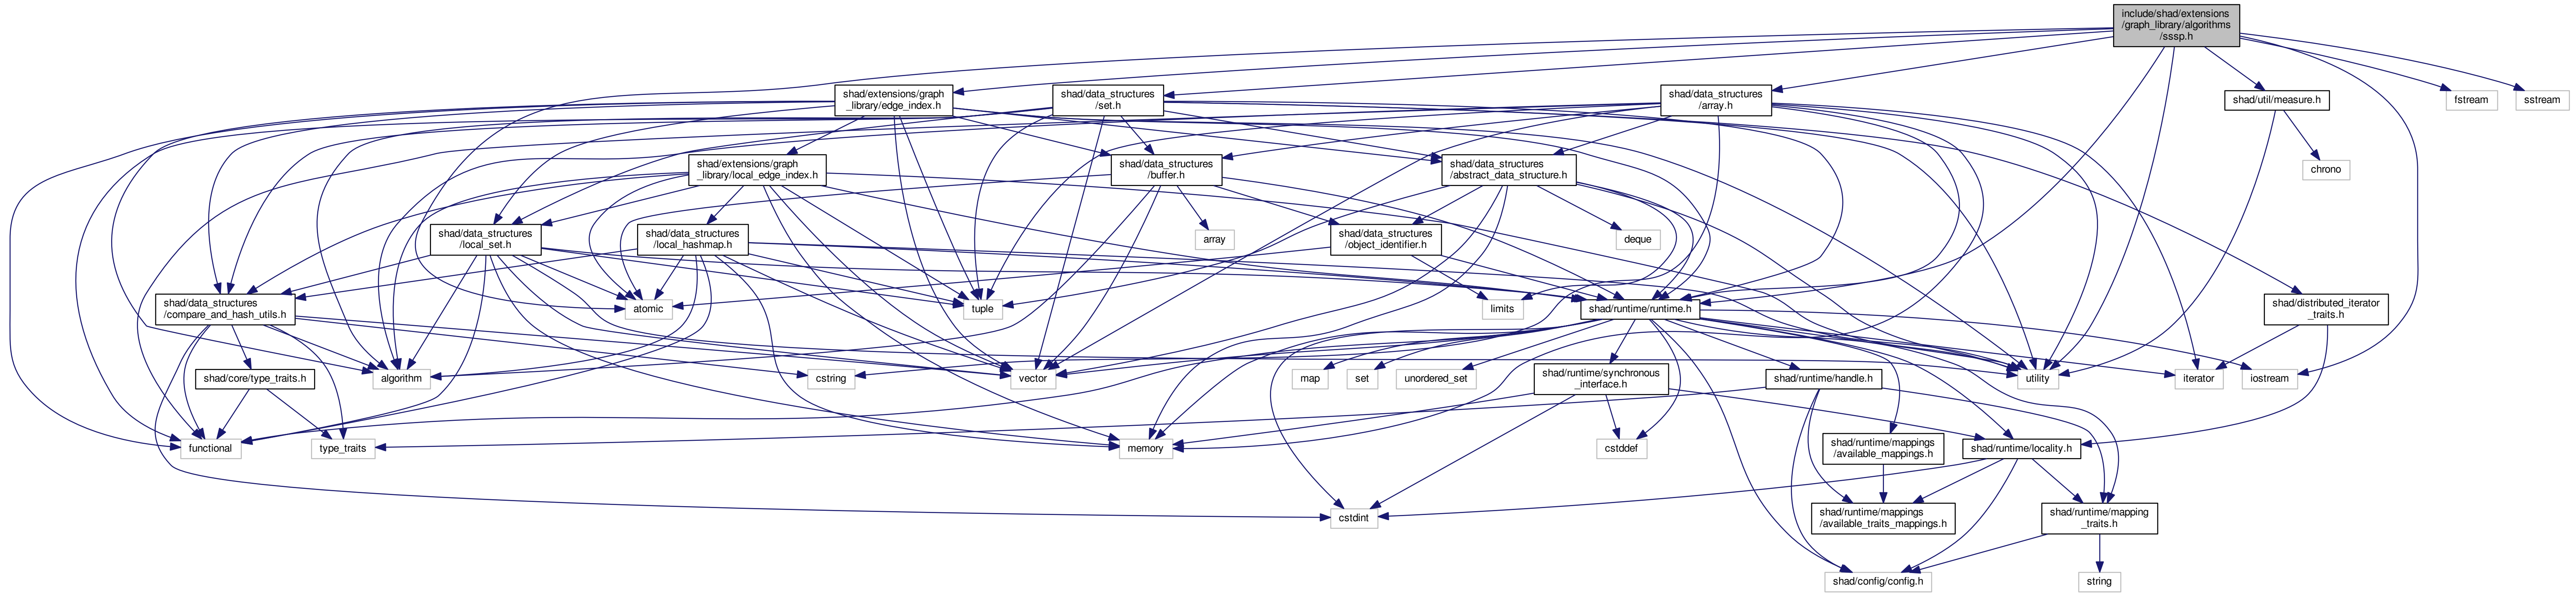 include/shad/extensions
/graph_library/algorithms
/sssp.h
shad/extensions/graph
_library/edge_index.h
shad/data_structures
/set.h
shad/data_structures
/array.h
shad/util/measure.h
fstream
sstream
shad/extensions/graph
_library/local_edge_index.h
shad/data_structures
/buffer.h
shad/data_structures
/abstract_data_structure.h
chrono
shad/data_structures
/local_set.h
shad/data_structures
/local_hashmap.h
array
shad/data_structures
/object_identifier.h
deque
shad/data_structures
/compare_and_hash_utils.h
atomic
tuple
limits
shad/runtime/runtime.h
shad/distributed_iterator
_traits.h
shad/core/type_traits.h
algorithm
cstring
vector
map
set
unordered_set
shad/runtime/synchronous
_interface.h
shad/runtime/handle.h
utility
iterator
iostream
functional
type_traits
memory
cstddef
shad/runtime/mappings
/available_mappings.h
shad/runtime/locality.h
cstdint
shad/runtime/mappings
/available_traits_mappings.h
shad/runtime/mapping
_traits.h
shad/config/config.h
string